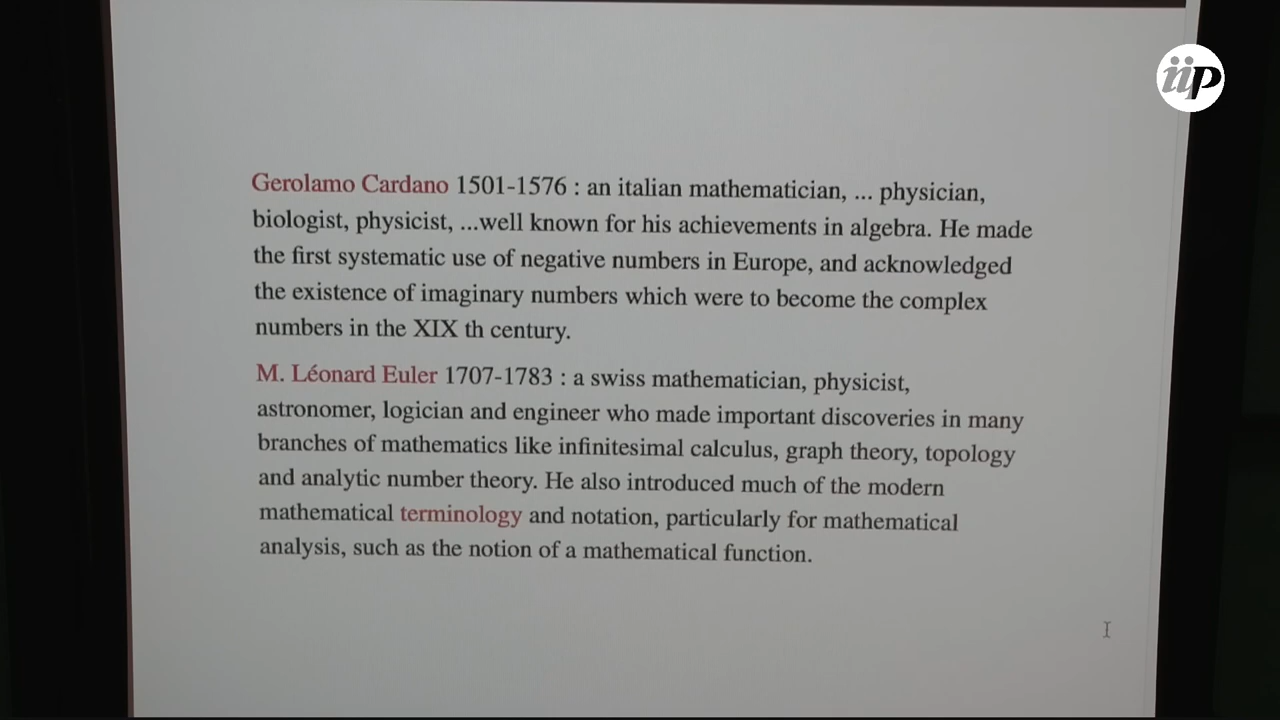 iip
Gerolamo Cardano 1501-1576 : an italian mathematician, ... physician,
biologist, physicist, ...well known for his achievements in algebra. He made
the first systematic use of negative numbers in Europe, and acknowledged
the existence of imaginary numbers which were to become the complex
numbers in the XIX th century.
M. Léonard Euler 1707-1783 : a swiss mathematician, physicist,
astronomer, logician and engineer who made important discoveries in many
branches of mathematics like infinitesimal calculus, graph theory, topology
and analytic number theory. He also introduced much of the modern
mathematical terminology and notation, particularly for mathematical
analysis, such as the notion of a mathematical function.